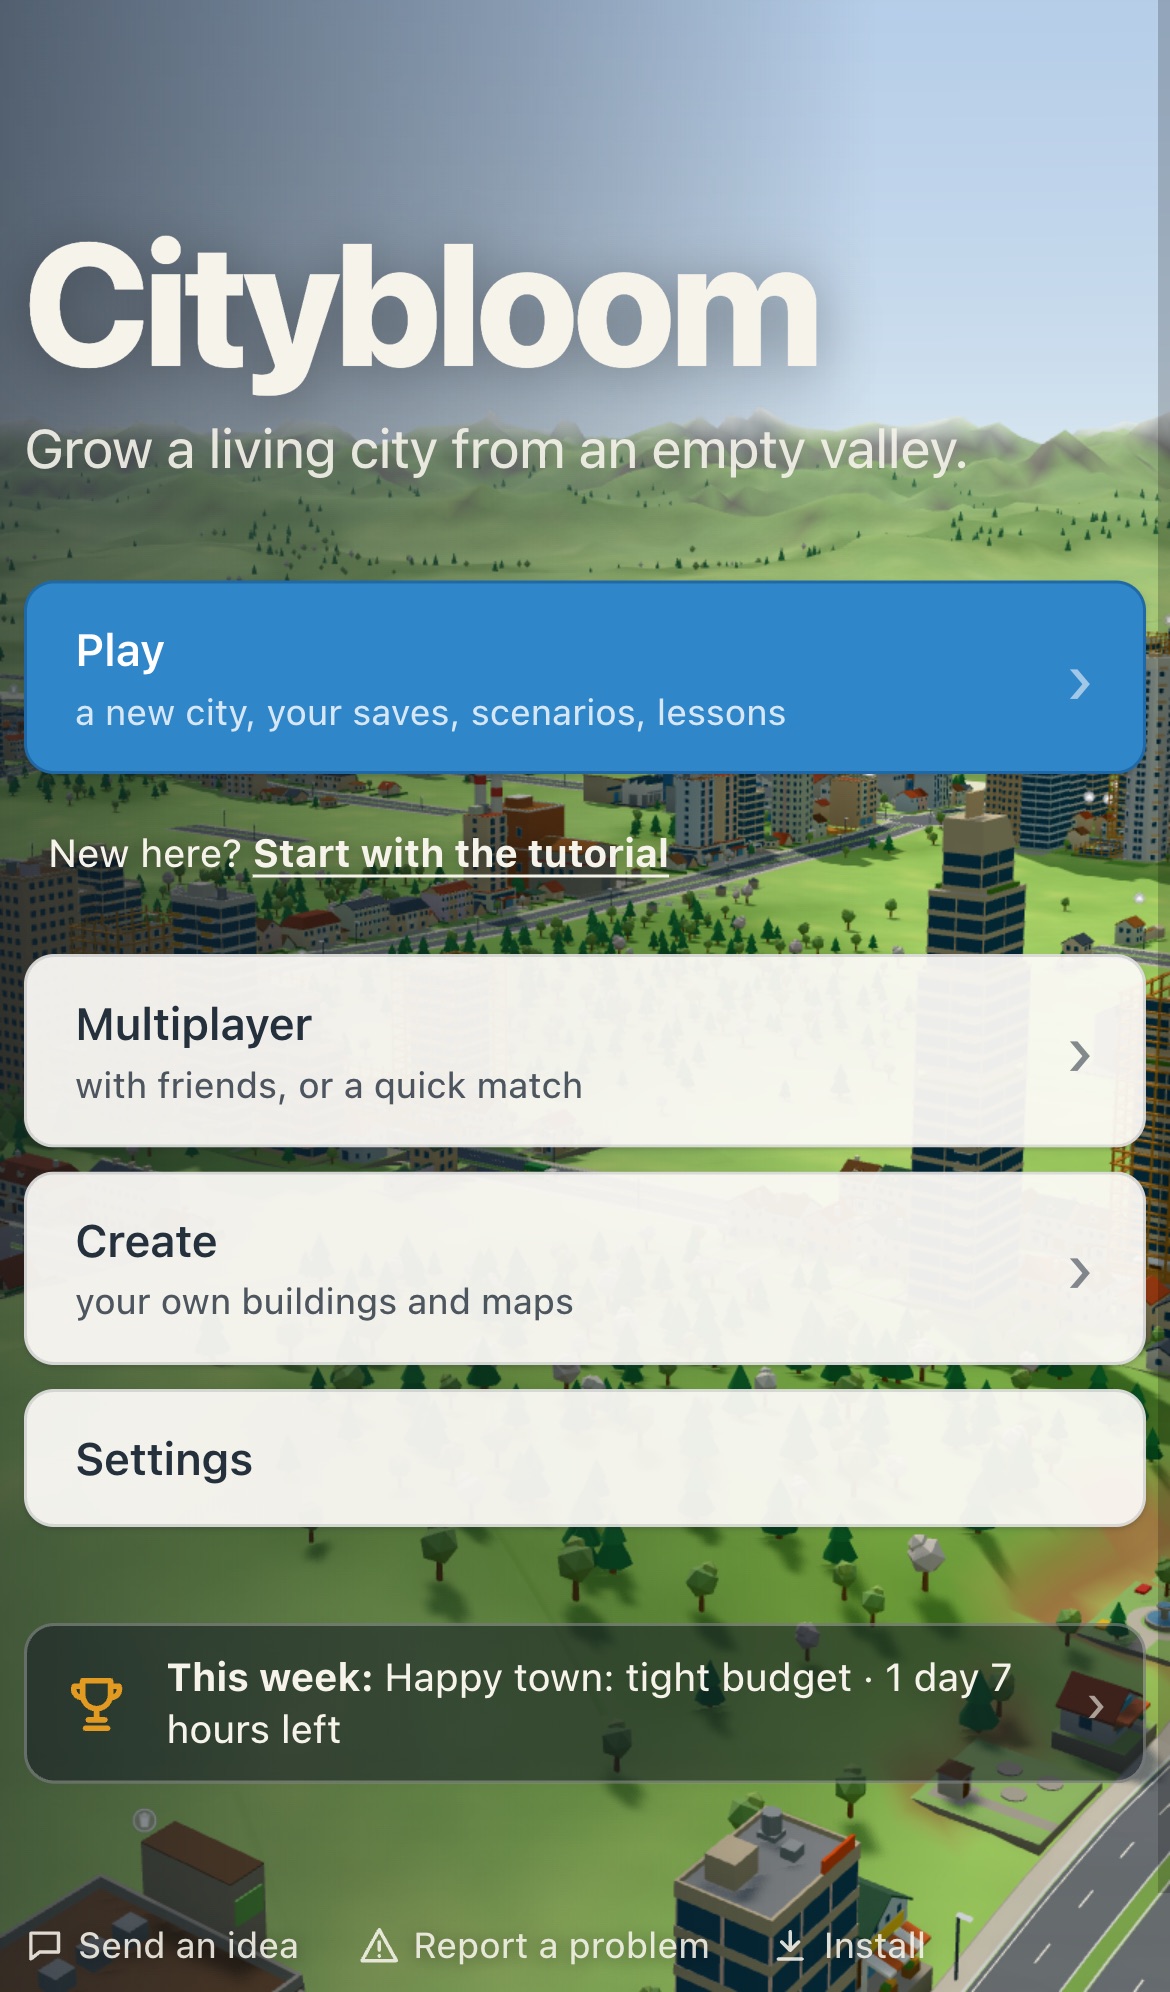 Citybloom
Grow a living city from an empty valley.
Play
a new city, your saves, scenarios, lessons
New here? Start with the tutorial
Multiplayer
with friends, or a quick match
Create
your own buildings and maps
Settings
This week: Happy town: tight budget · 1 day 7
hours left
Send an idea
Report a problem
Install